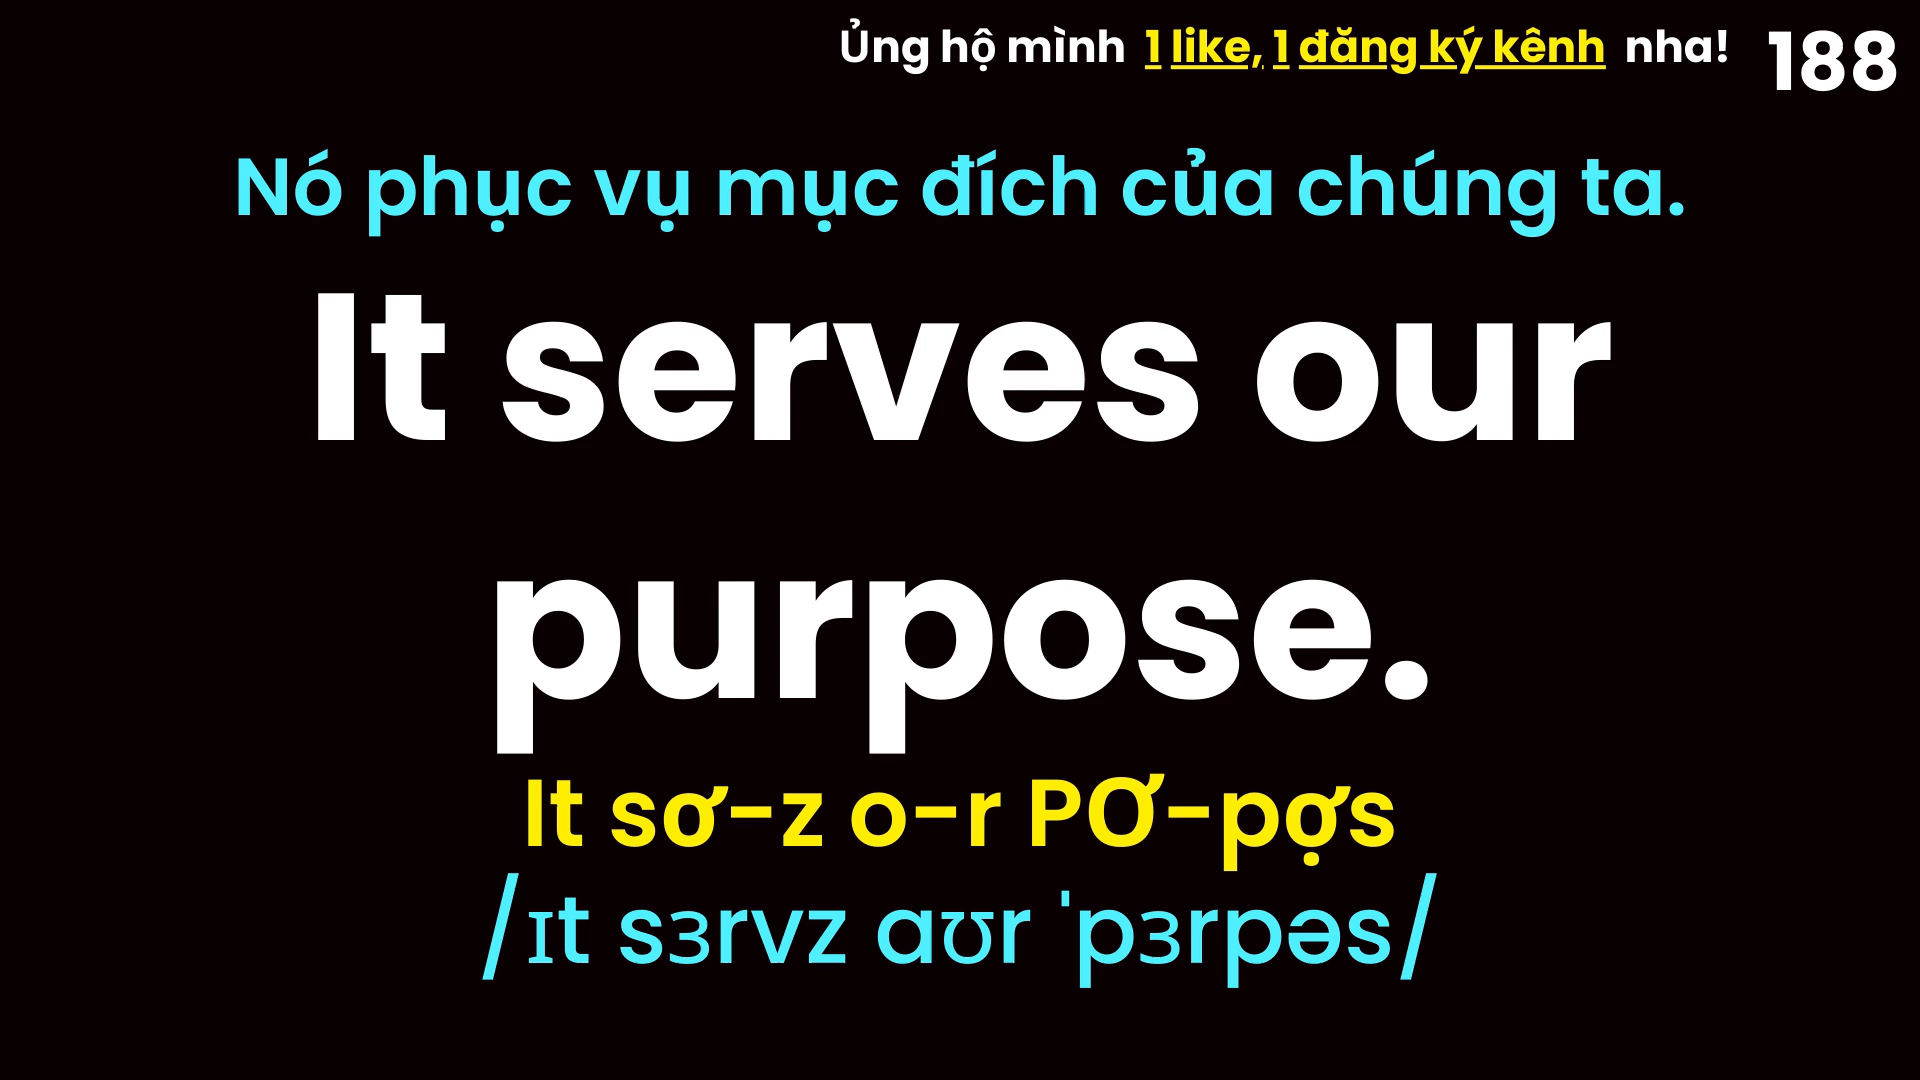 Ủng hộ mình 1 like, 1 đăng ký kênh nha! 188
Nó phục vụ mục đích của chúng ta.
It serves our
purpose.
It sơ-z o-r PƠ-pợs
/ɪt sɜrvz aʊr ˈpɜrpəs/